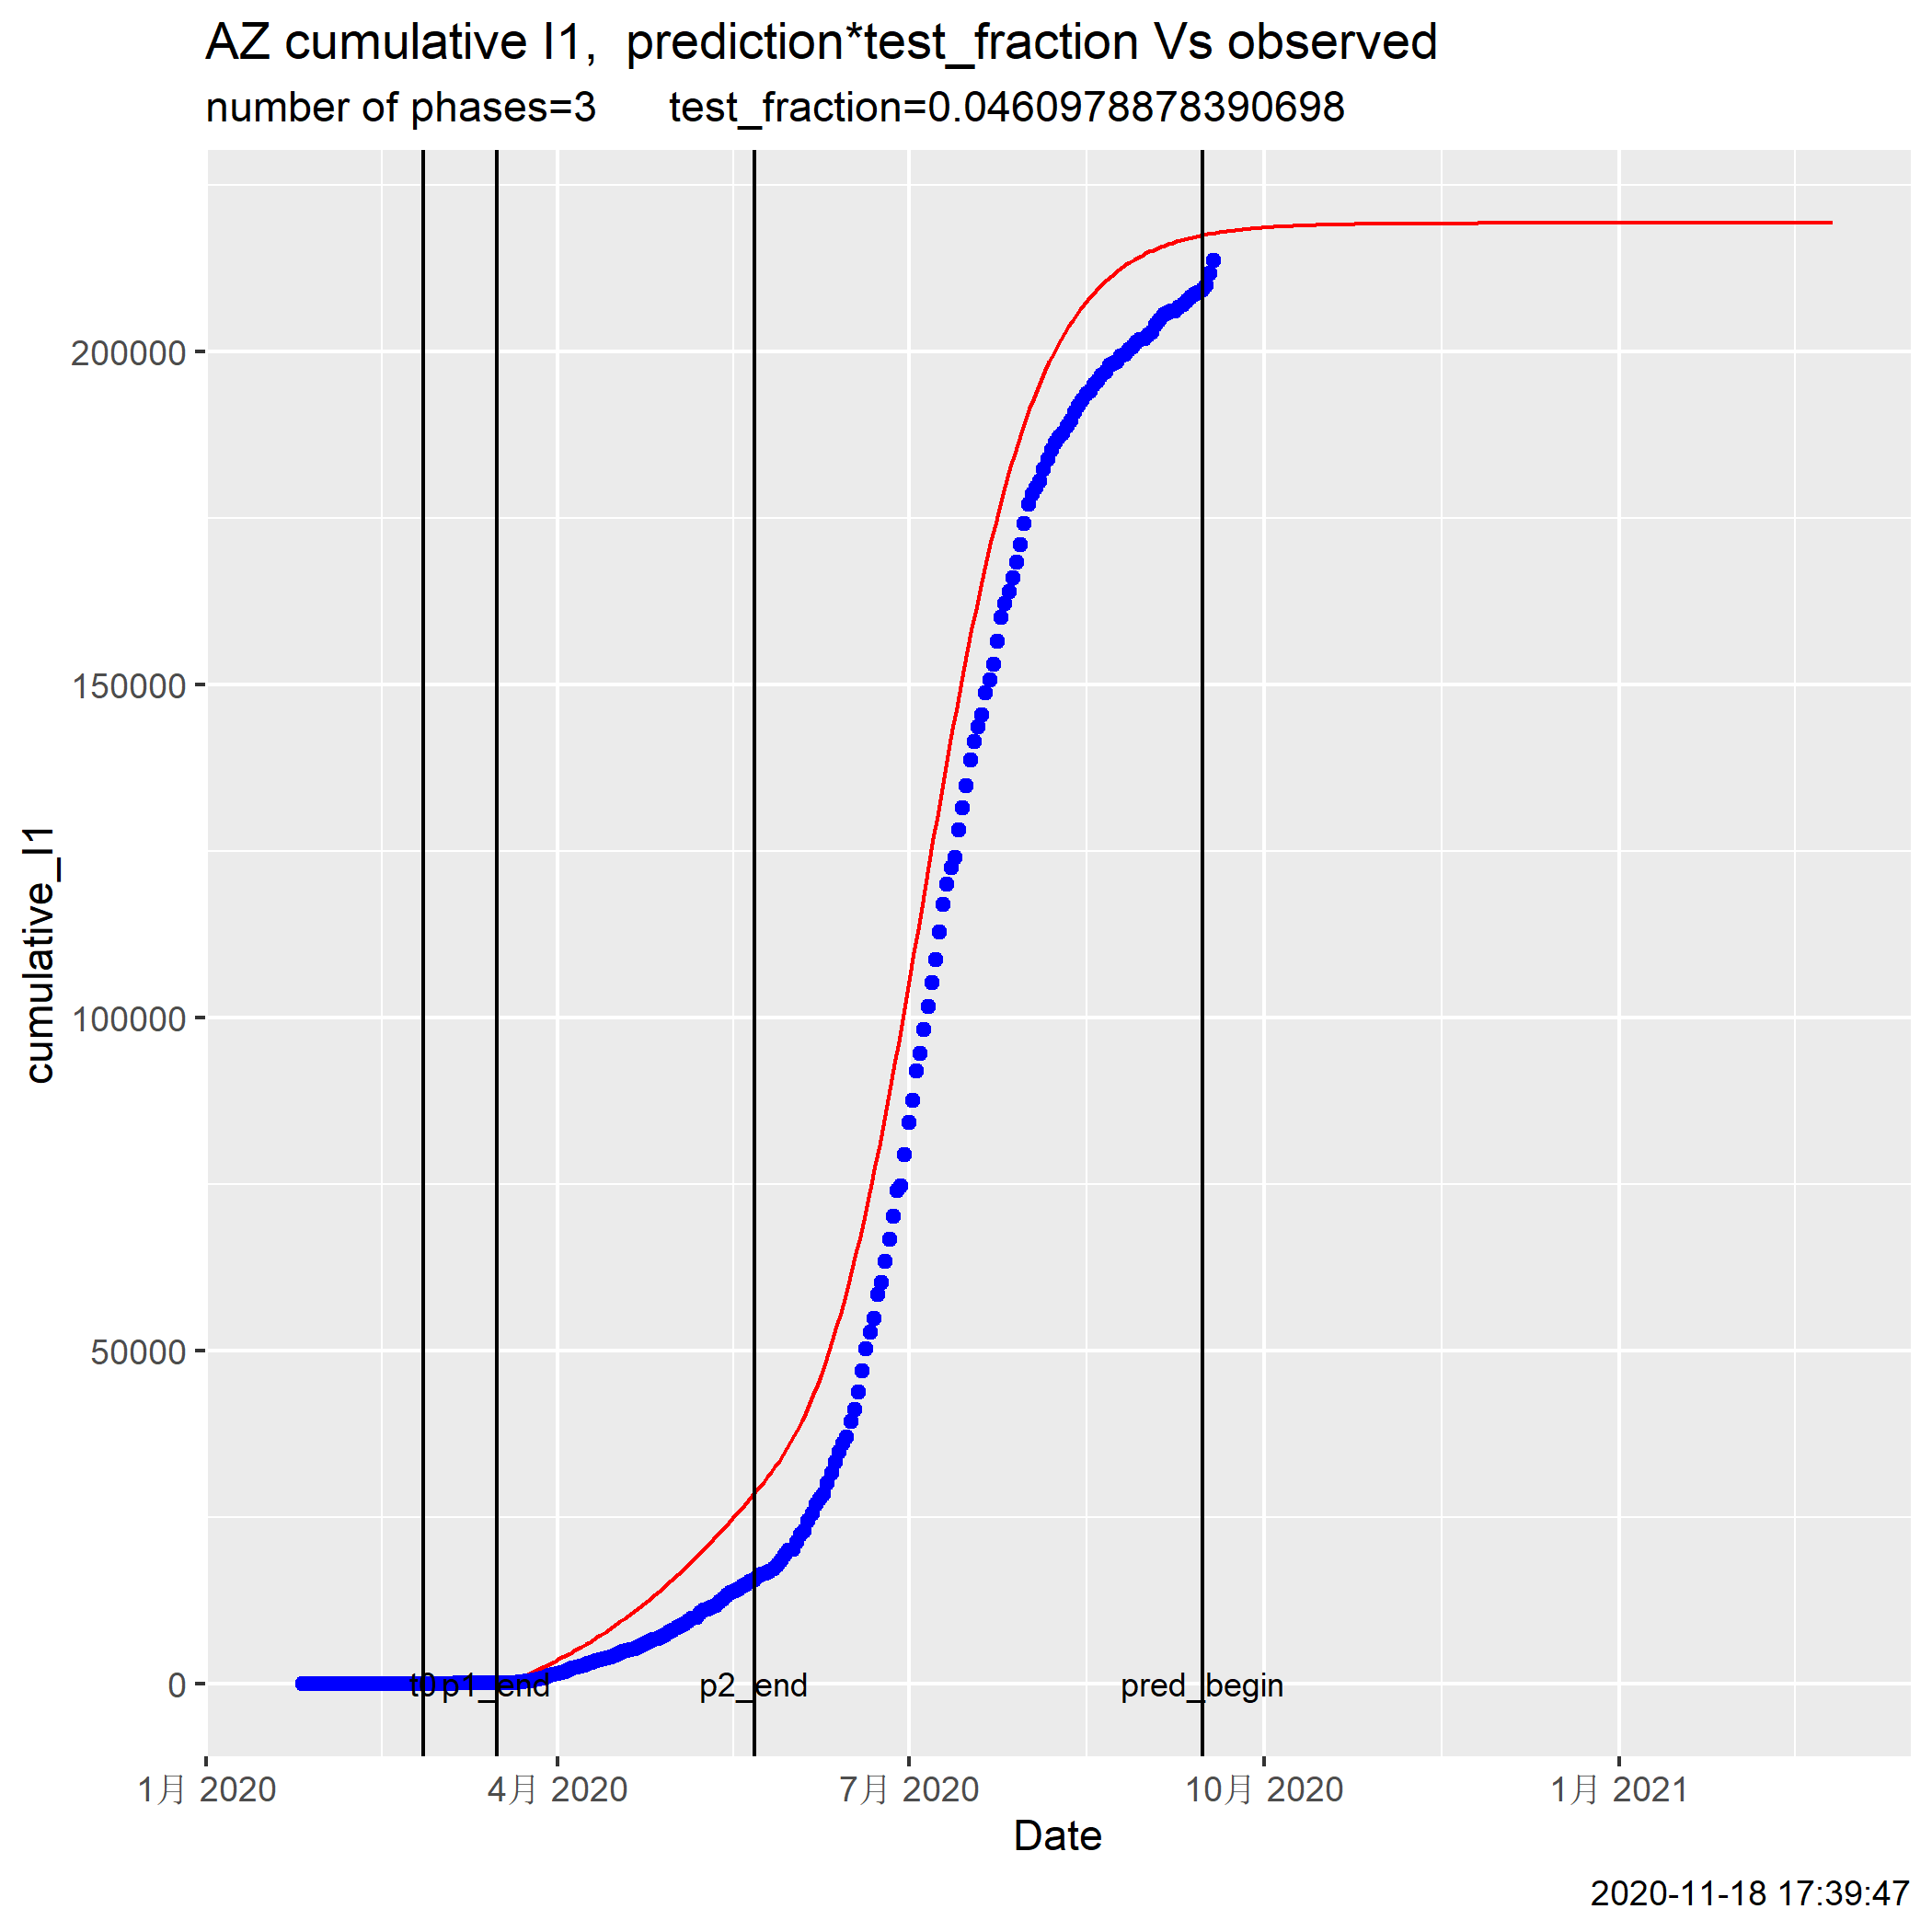 AZ cumulative I1,  prediction*test_fraction Vs observed
number of phases=3      test_fraction=0.0460978878390698
cumulative_I1
200000
150000
100000
50000
0
t0 p1_end p2_end pred_begin
1月 2020 4月 2020 7月 2020 10月 2020 1月 2021
Date
2020-11-18 17:39:47